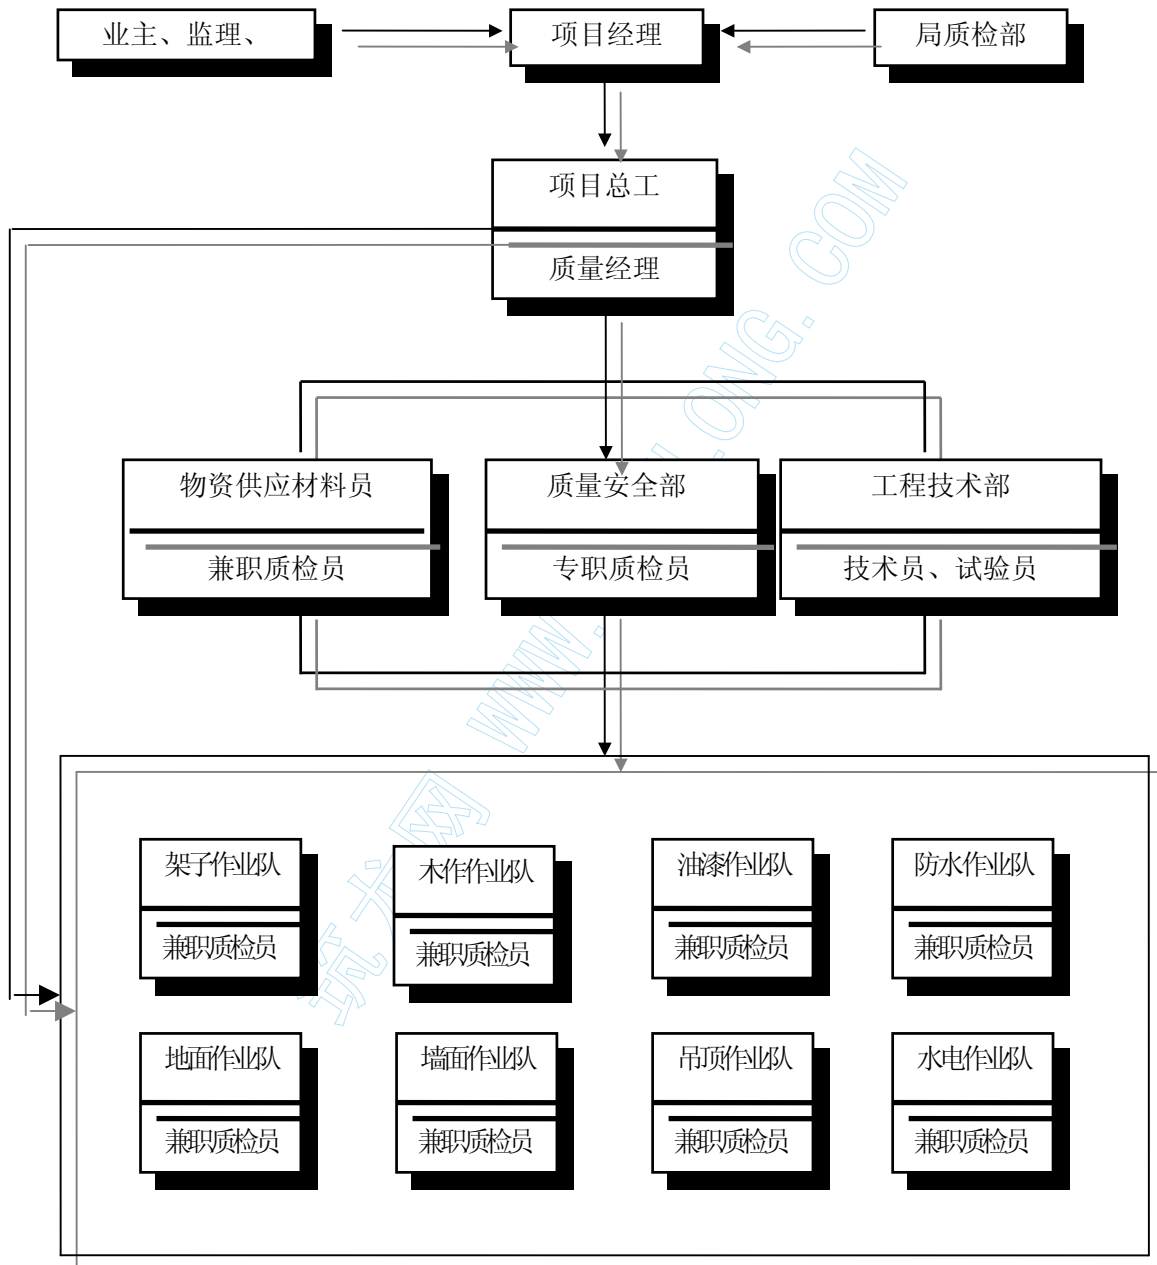 业主、监理、
项目经理
局质检部
项目总工
质量经理
物资供应材料员
质量安全部
工程技术部
兼职质检员
专职质检员
技术员、试验员
架子作业队
木作作业队
油漆作业队
防水作业队
兼职质检员
兼职质检员
兼职质检员
兼职质检员
地面作业队
墙面作业队
吊顶作业队
水电作业队
兼职质检员
兼职质检员
兼职质检员
兼职质检员